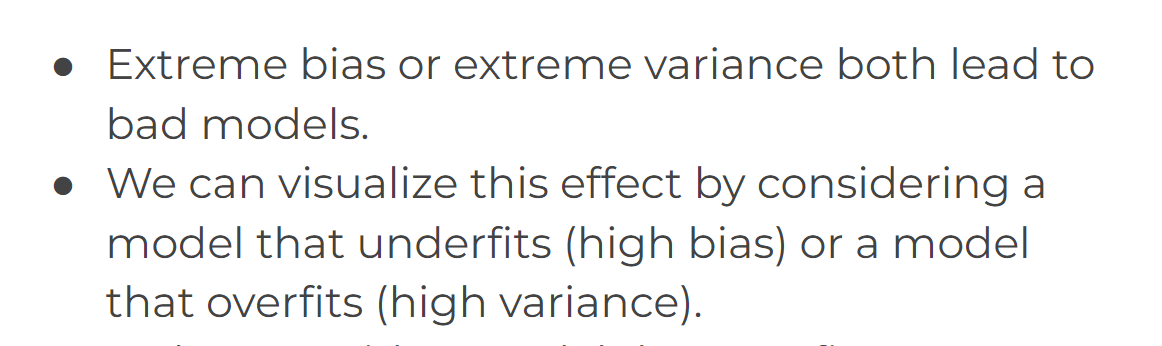 ● Extreme bias or extreme variance both lead to
bad models.
● We can visualize this effect by considering a
model that underfits (high bias) or a model
that overfits (high variance).